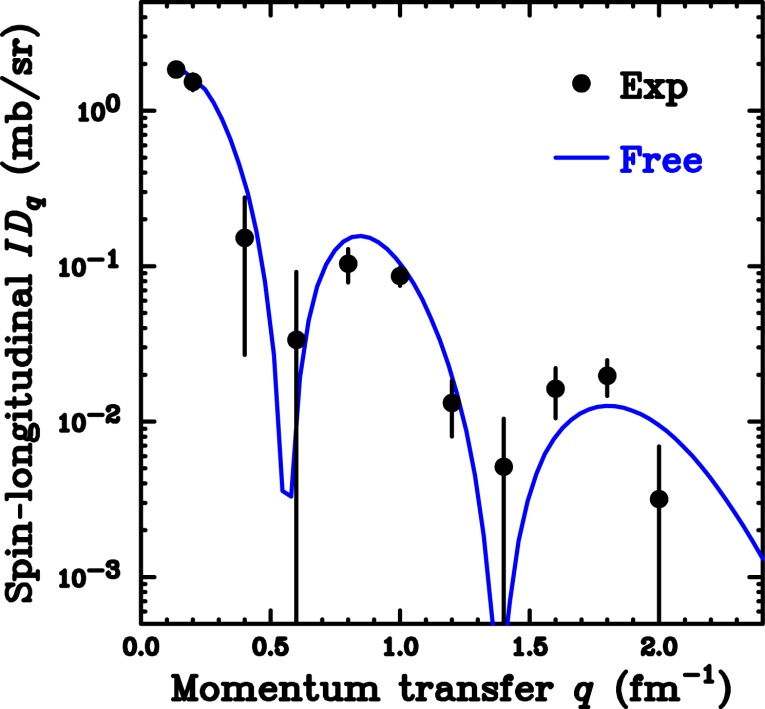 Spin-longitudinal ID_q (mb/sr)
10⁰
10⁻¹
10⁻²
10⁻³
Exp
Free
0.0 0.5 1.0 1.5 2.0
Momentum transfer q (fm⁻¹)